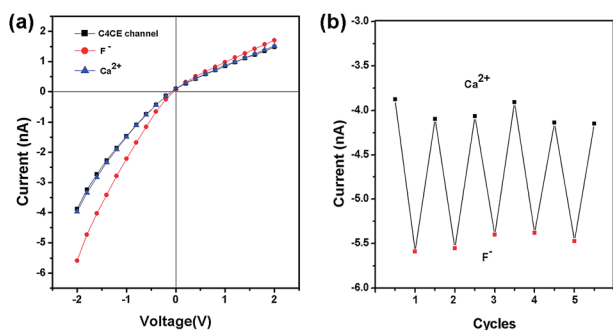 (a)
C4CE channel
F⁻
Ca²⁺
2
1
0
-1
-2
-3
-4
-5
-6
-2
-1
0
1
2
Current (nA)
Voltage(V)
(b)
-3.0
-3.5
-4.0
-4.5
-5.0
-5.5
-6.0
Ca²⁺
F⁻
1
2
3
4
5
Current (nA)
Cycles